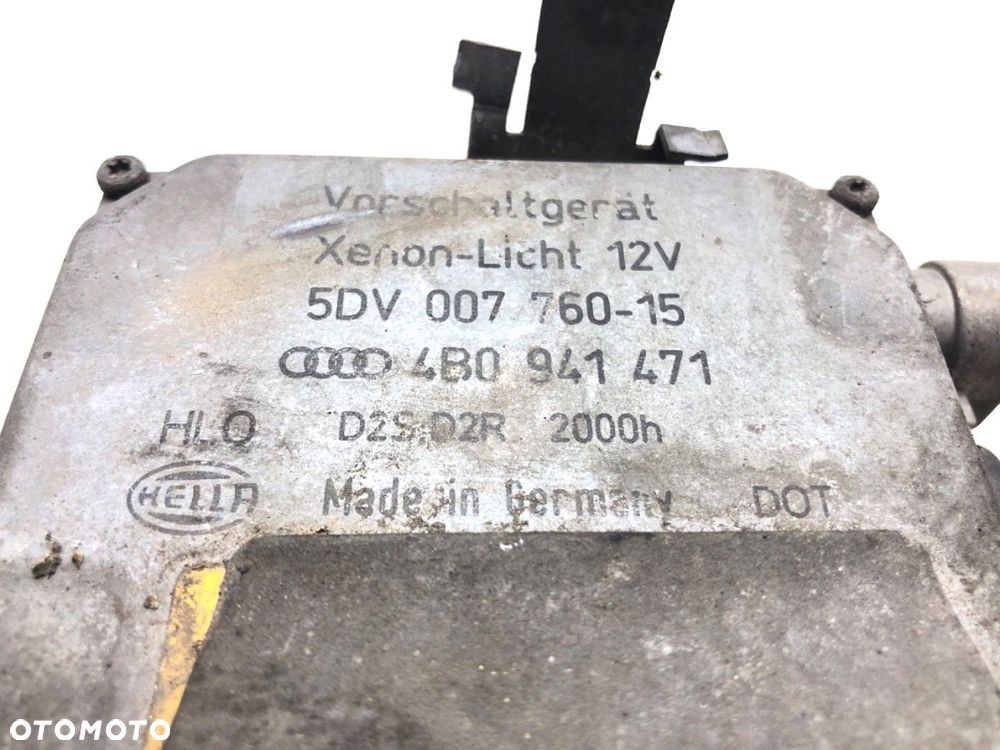 Vorschaltgerät
Xenon-Licht 12V
5DV 007 760-15
4B0 941 471
HLO D2S D2R 2000h
HELLA Made in Germany DOT
OTOMOTO